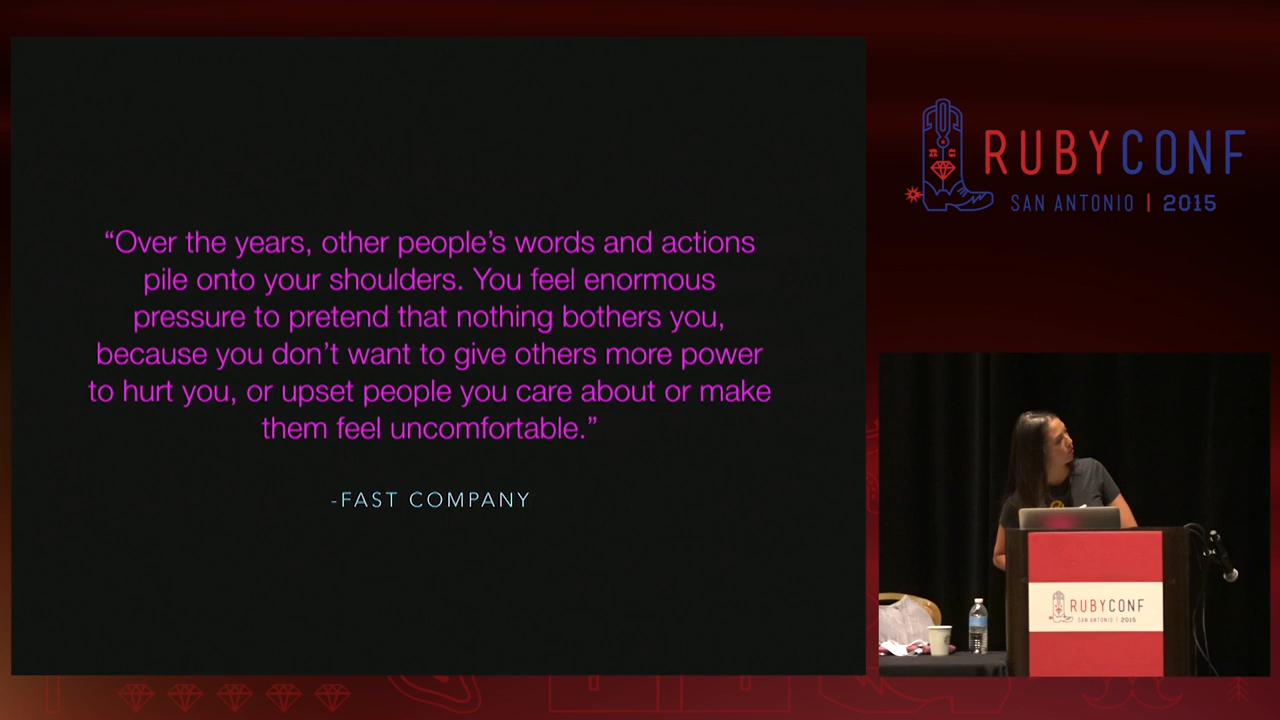 “Over the years, other people’s words and actions
pile onto your shoulders. You feel enormous
pressure to pretend that nothing bothers you,
because you don’t want to give others more power
to hurt you, or upset people you care about or make
them feel uncomfortable.”
-FAST COMPANY
RUBYCONF
SAN ANTONIO | 2015
RUBYCONF
SAN ANTONIO | 2015